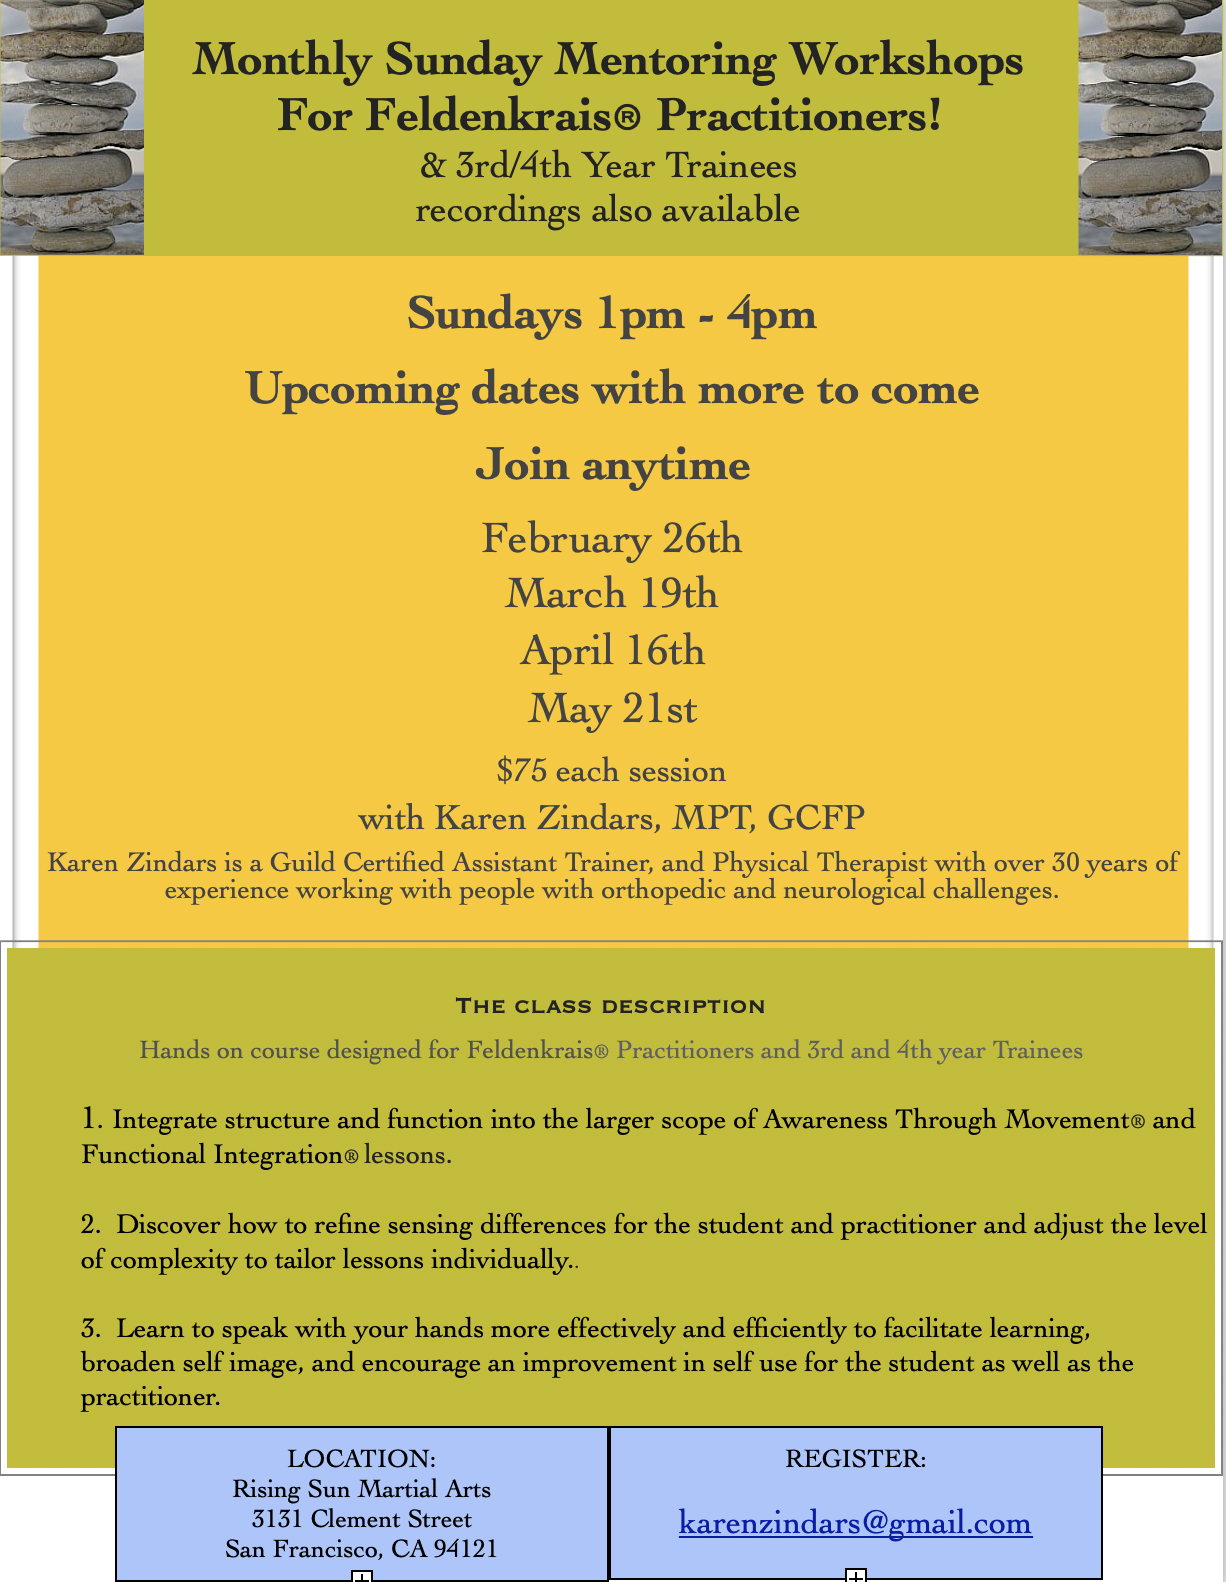 Monthly Sunday Mentoring Workshops
For Feldenkrais® Practitioners!
& 3rd/4th Year Trainees
recordings also available
Sundays 1pm - 4pm
Upcoming dates with more to come
Join anytime
February 26th
March 19th
April 16th
May 21st
$75 each session
with Karen Zindars, MPT, GCFP
Karen Zindars is a Guild Certified Assistant Trainer, and Physical Therapist with over 30 years of
experience working with people with orthopedic and neurological challenges.
The class description
Hands on course designed for Feldenkrais® Practitioners and 3rd and 4th year Trainees
1. Integrate structure and function into the larger scope of Awareness Through Movement® and
Functional Integration® lessons.
2.  Discover how to refine sensing differences for the student and practitioner and adjust the level
of complexity to tailor lessons individually..
3.  Learn to speak with your hands more effectively and efficiently to facilitate learning,
broaden self image, and encourage an improvement in self use for the student as well as the
practitioner.
LOCATION:
Rising Sun Martial Arts
3131 Clement Street
San Francisco, CA 94121
REGISTER:
karenzindars@gmail.com